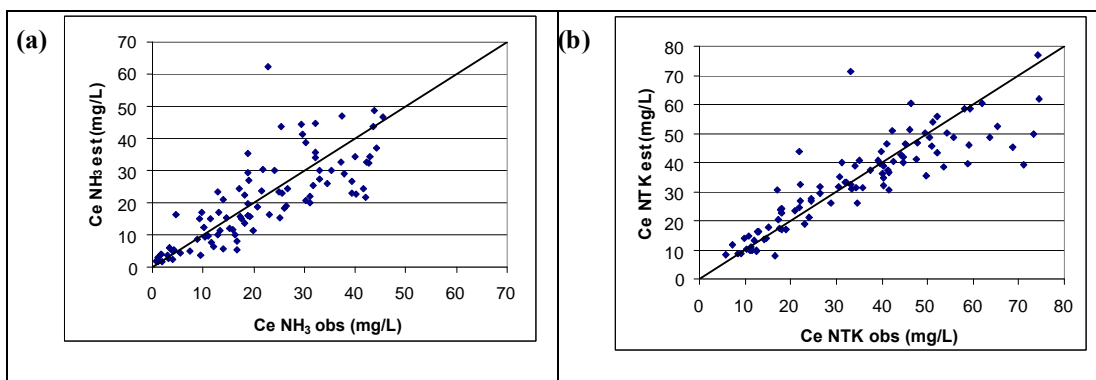 (a)
Ce NH₃ est (mg/L)
70
60
50
40
30
20
10
0
0 10 20 30 40 50 60 70
Ce NH₃ obs (mg/L)
(b)
Ce NTK est (mg/L)
80
70
60
50
40
30
20
10
0
0 10 20 30 40 50 60 70 80
Ce NTK obs (mg/L)